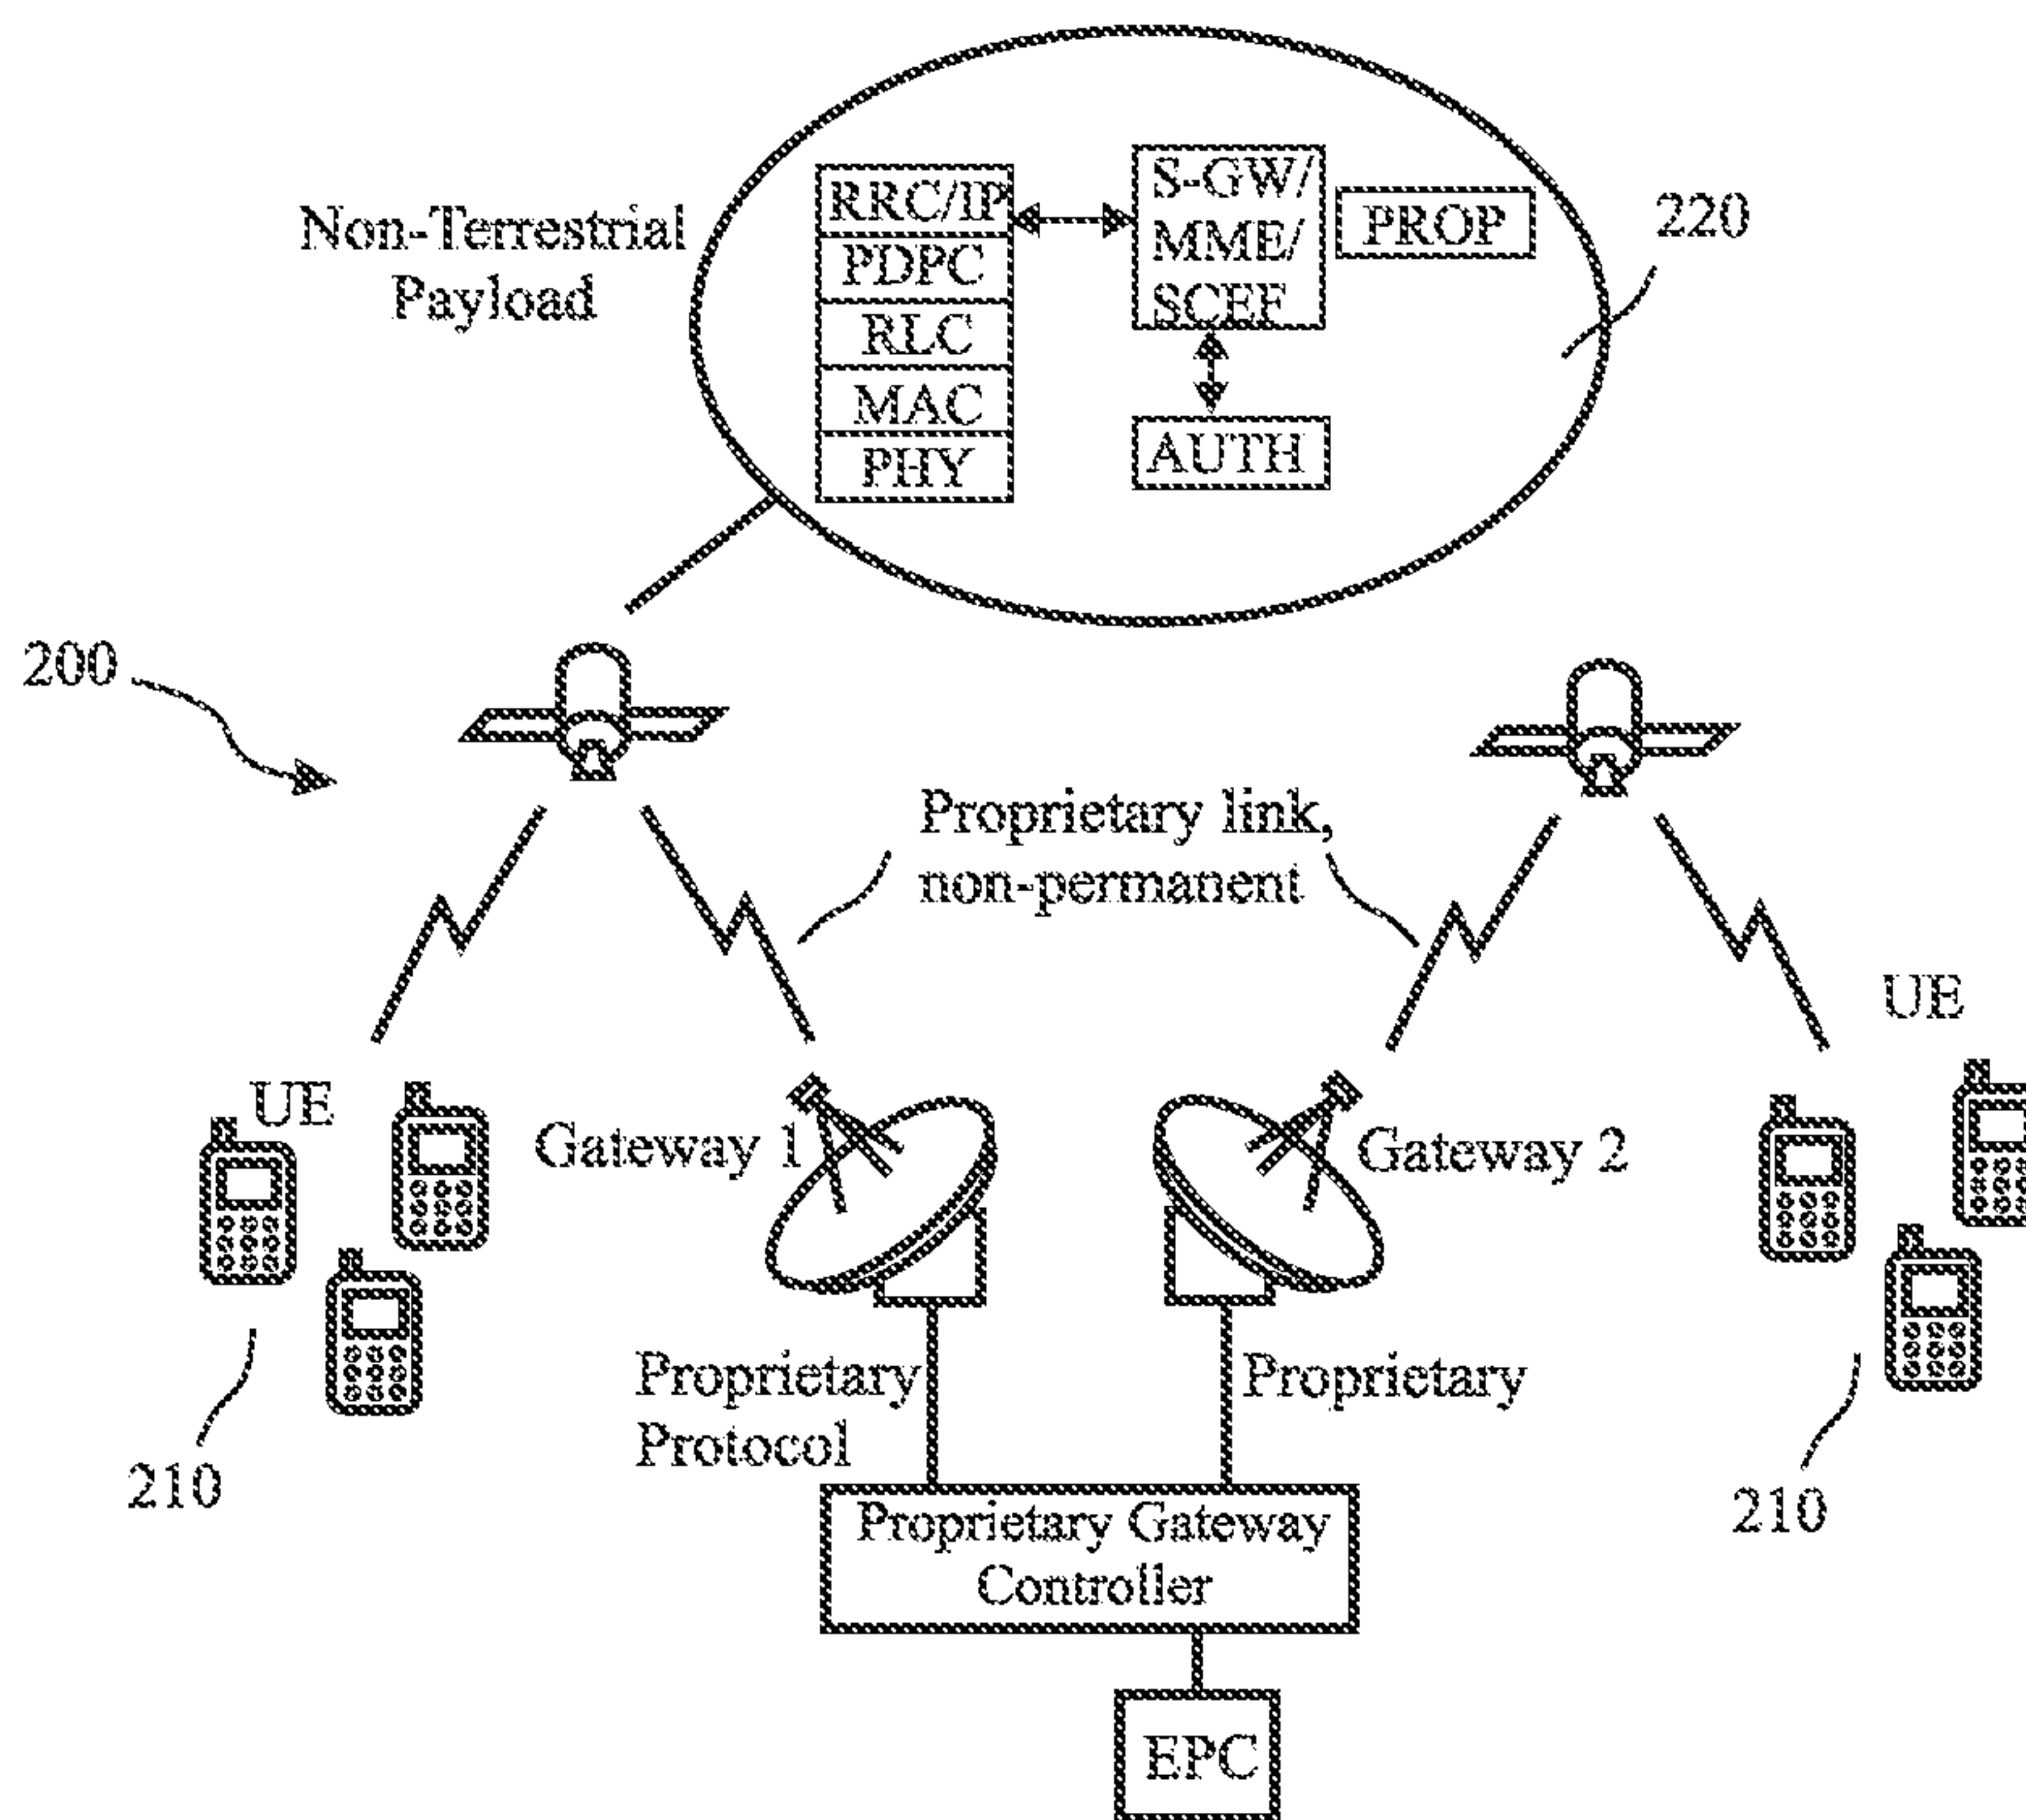 Non-Terrestrial
Payload
RRC/IP
PDPC
RLC
MAC
PHY
S-GW/
MME/
SCEF
PROP
AUTH
220
200
Proprietary link,
non-permanent
UE
UE
Gateway 1
Gateway 2
210
210
Proprietary
Protocol
Proprietary
Proprietary Gateway
Controller
EPC